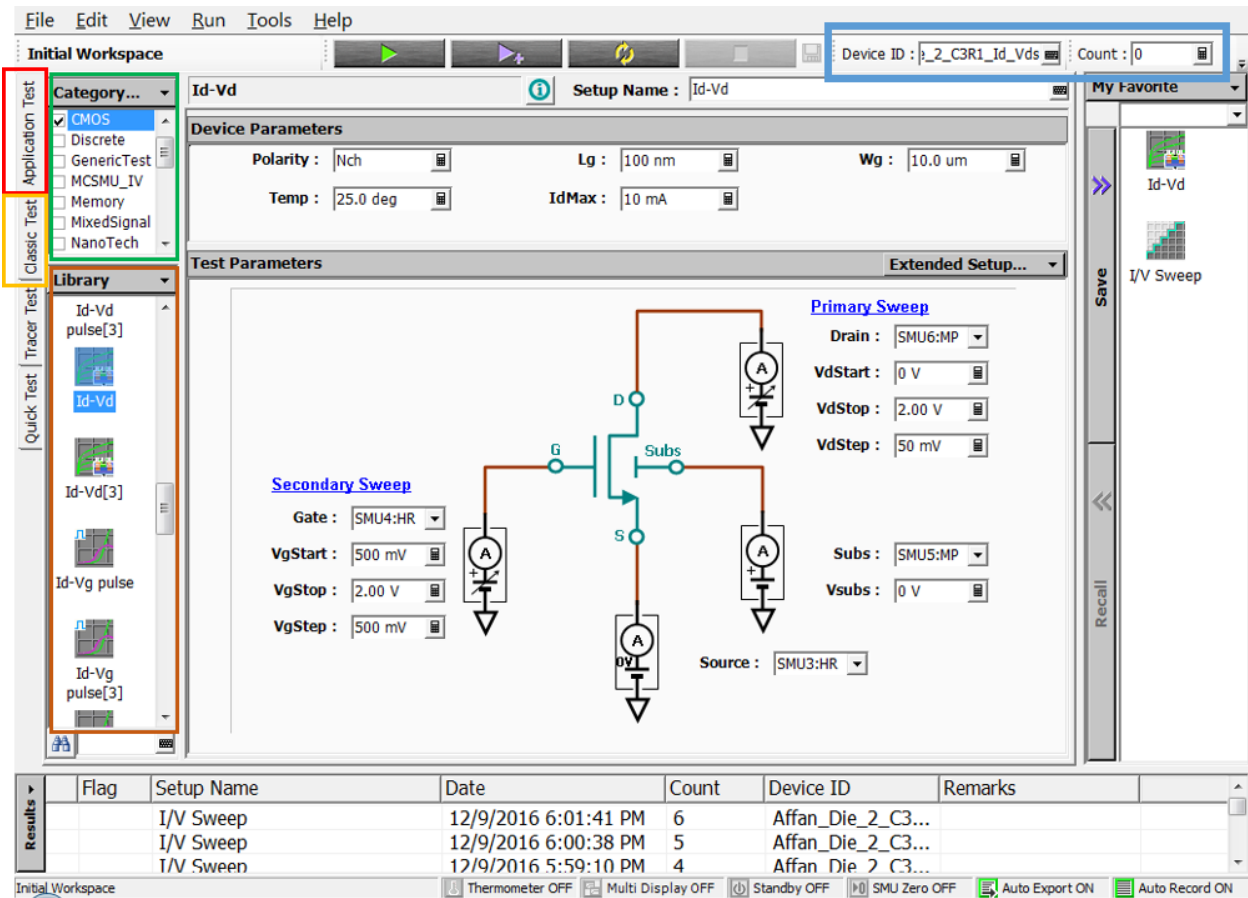 File Edit View Run Tools Help
Initial Workspace
Device ID : _2_C3R1_Id_Vds Count : 0
Application Test
Classic Test
Tracer Test
Quick Test
Category...
CMOS
Discrete
GenericTest
MCSMU_IV
Memory
MixedSignal
NanoTech
Library
Id-Vd
pulse[3]
Id-Vd
Id-Vd[3]
Id-Vg pulse
Id-Vg
pulse[3]
Id-Vd Setup Name : Id-Vd
Device Parameters
Polarity : Nch Lg : 100 nm Wg : 10.0 um
Temp : 25.0 deg IdMax : 10 mA
Test Parameters Extended Setup...
Primary Sweep
Drain : SMU6:MP
VdStart : 0 V
VdStop : 2.00 V
VdStep : 50 mV
A
+
D
G
Subs
S
Secondary Sweep
Gate : SMU4:HR
VgStart : 500 mV
VgStop : 2.00 V
VgStep : 500 mV
A
+
A
+
Subs : SMU5:MP
Vsubs : 0 V
A
0V
Source : SMU3:HR
My Favorite
Save
Recall
Id-Vd
I/V Sweep
Results
Flag Setup Name Date Count Device ID Remarks
I/V Sweep 12/9/2016 6:01:41 PM 6 Affan_Die_2_C3...
I/V Sweep 12/9/2016 6:00:38 PM 5 Affan_Die_2_C3...
I/V Sweep 12/9/2016 5:59:10 PM 4 Affan_Die_2_C3...
Initial Workspace Thermometer OFF Multi Display OFF Standby OFF SMU Zero OFF Auto Export ON Auto Record ON